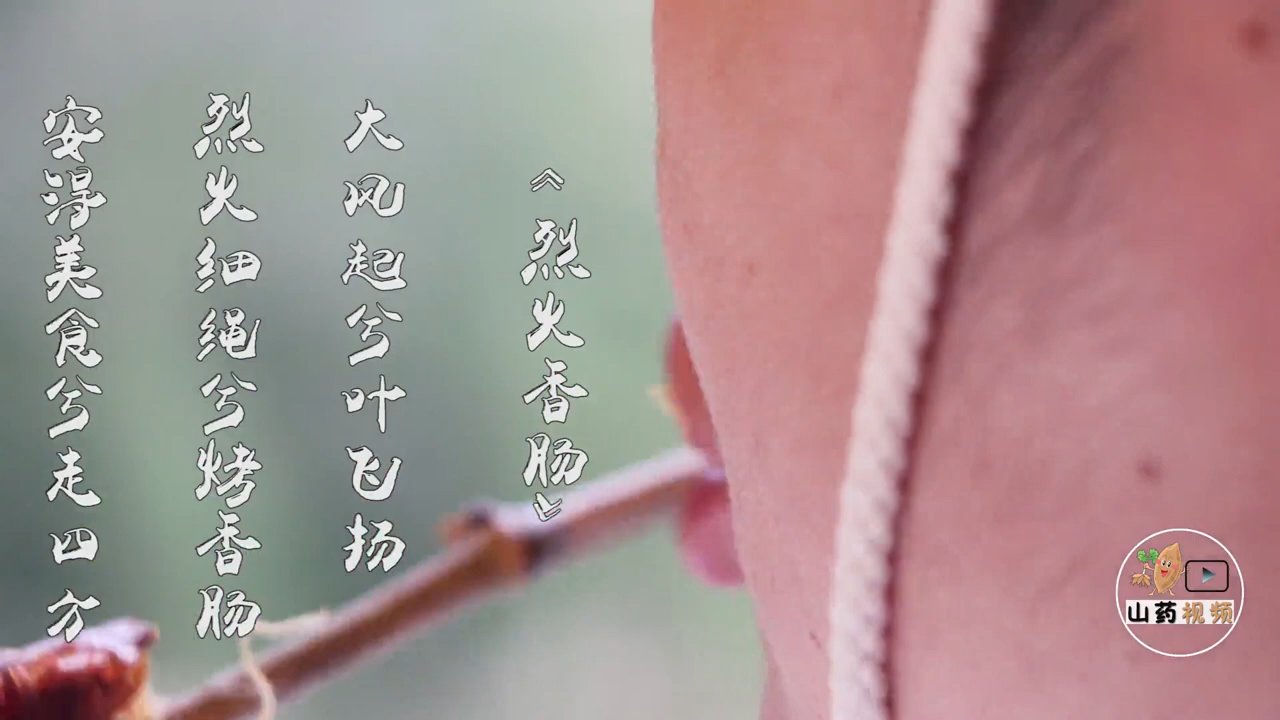 《烈火香肠》
大风起兮叶飞扬
烈火细绳兮烤香肠
安得美食兮走四方
山药视频